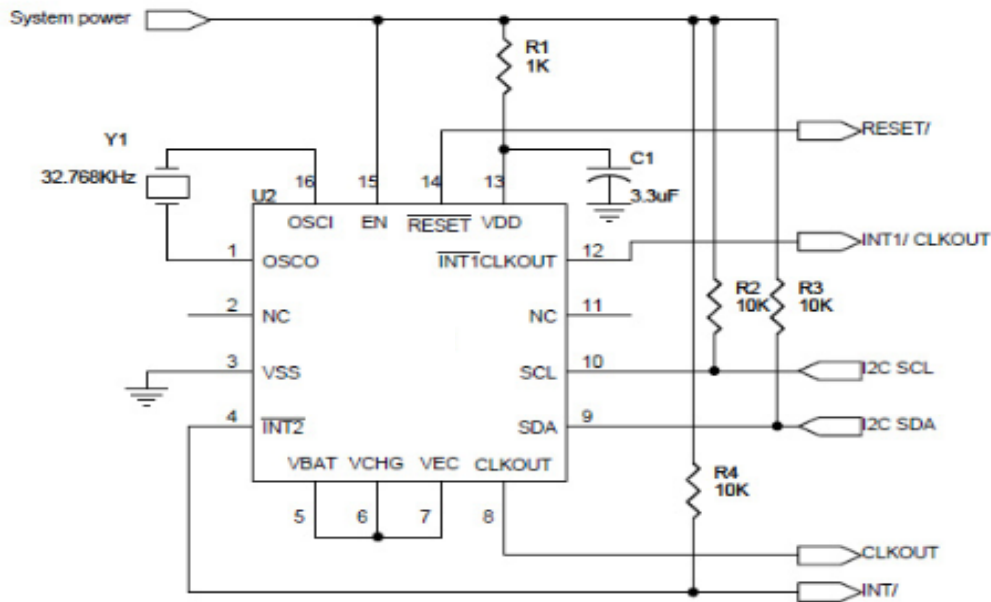 System power
R1
1K
RESET/
Y1
32.768KHz
C1
3.3uF
16
15
14
13
U2
OSCI
EN
RESET
VDD
1
OSCO
INT1CLKOUT
12
INT1/ CLKOUT
R2
10K
R3
10K
2
NC
NC
11
3
VSS
SCL
10
I2C SCL
4
INT2
SDA
9
I2C SDA
VBAT
VCHG
VEC
CLKOUT
R4
10K
5
6
7
8
CLKOUT
INT/